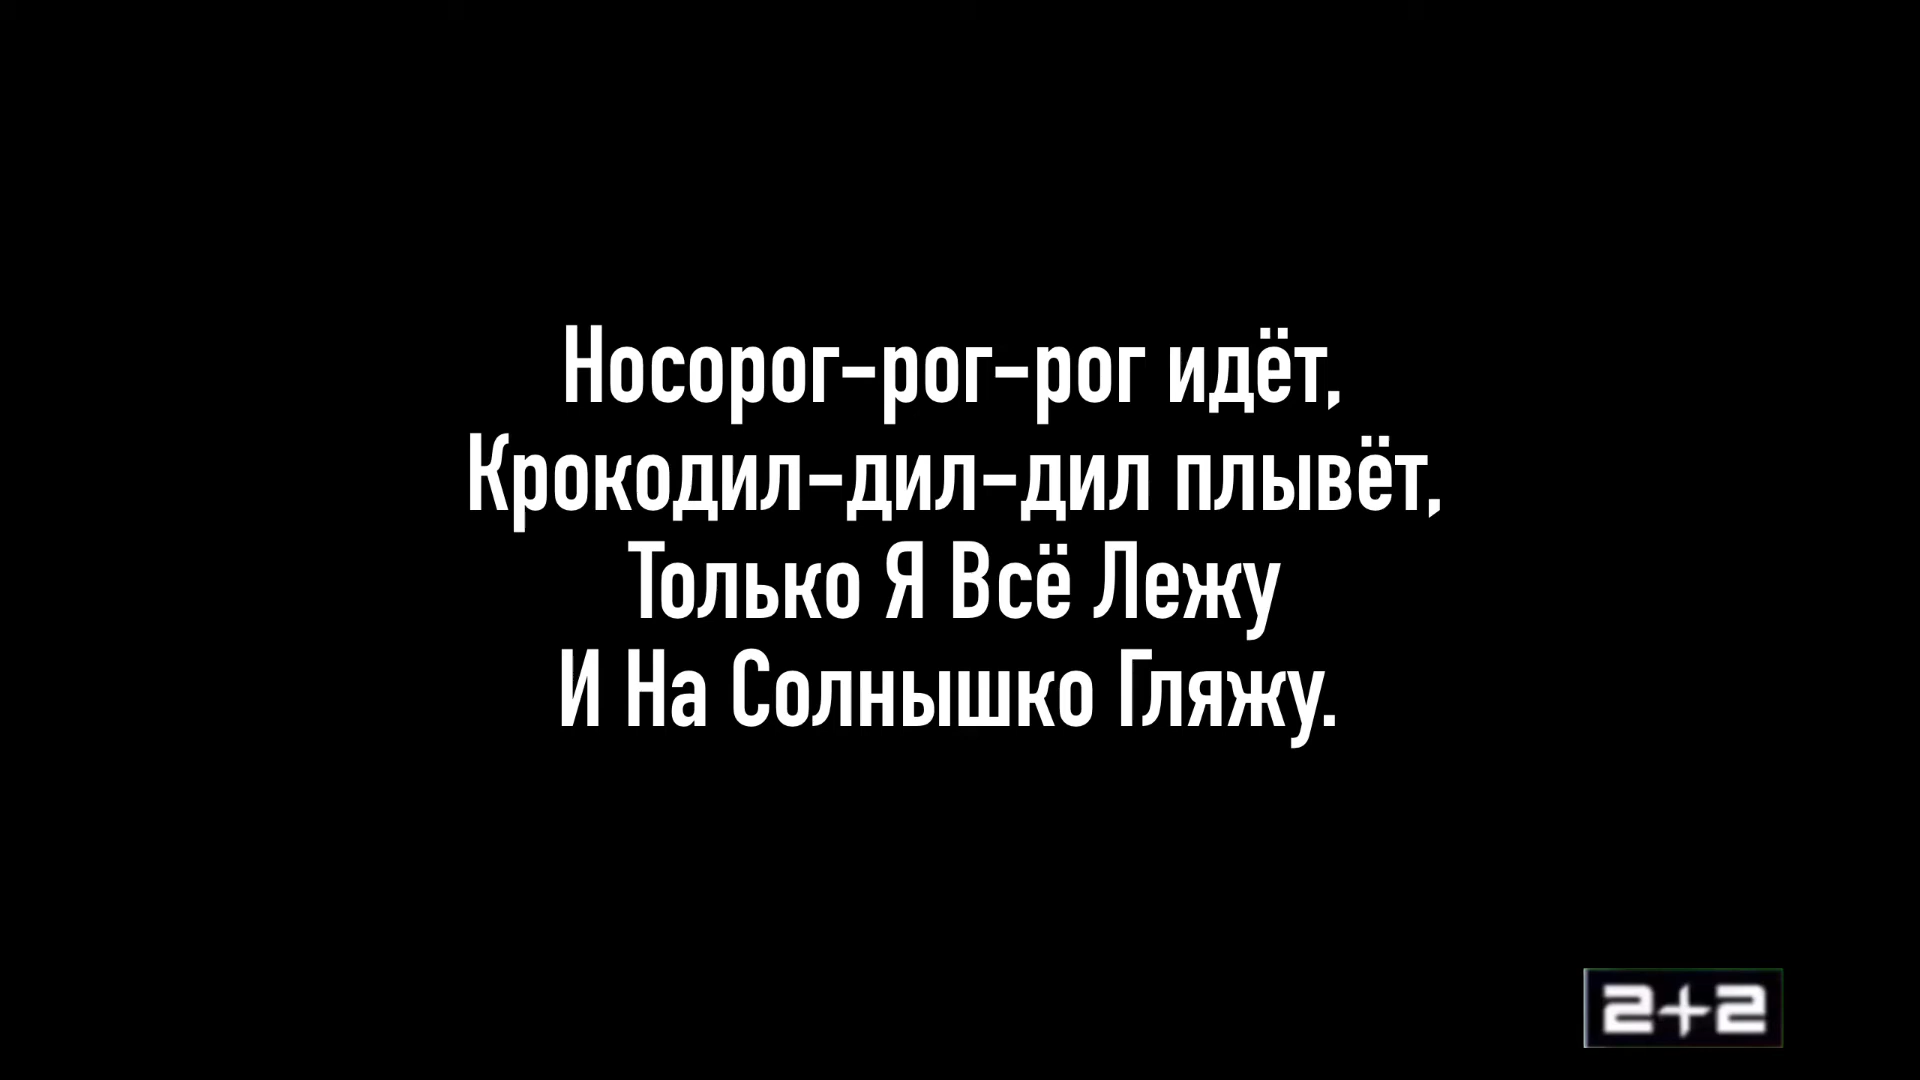 Носорог-рог-рог идёт,
Крокодил-дил-дил плывёт,
Только Я Всё Лежу
И На Солнышко Гляжу.
2+2